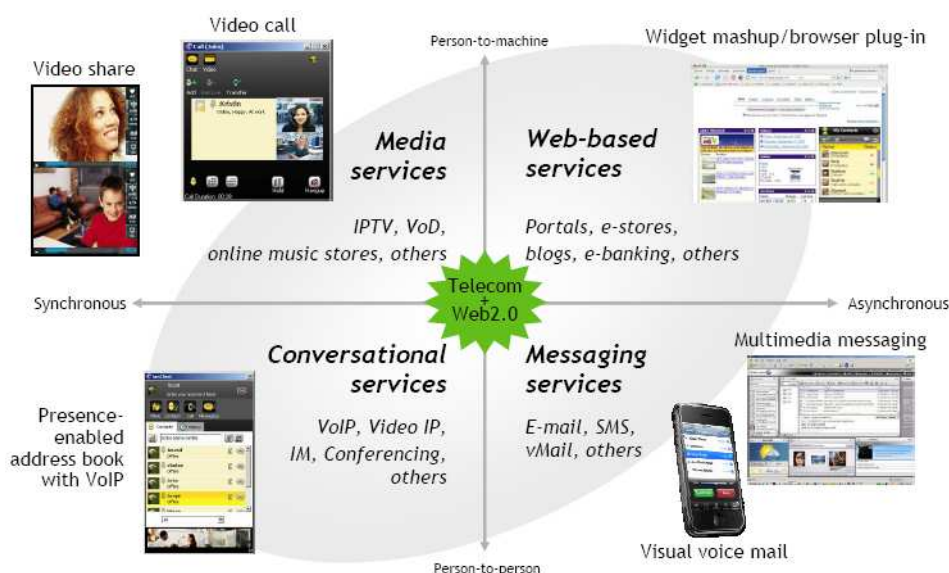 Video call
Person-to-machine
Widget mashup/browser plug-in
Video share
Media
services
Web-based
services
IPTV, VoD,
online music stores, others
Portals, e-stores,
blogs, e-banking, others
Synchronous
Telecom
+
Web2.0
Asynchronous
Conversational
services
Messaging
services
Multimedia messaging
Presence-
enabled
address book
with VoIP
VoIP, Video IP,
IM, Conferencing,
others
E-mail, SMS,
vMail, others
Visual voice mail
Person-to-person